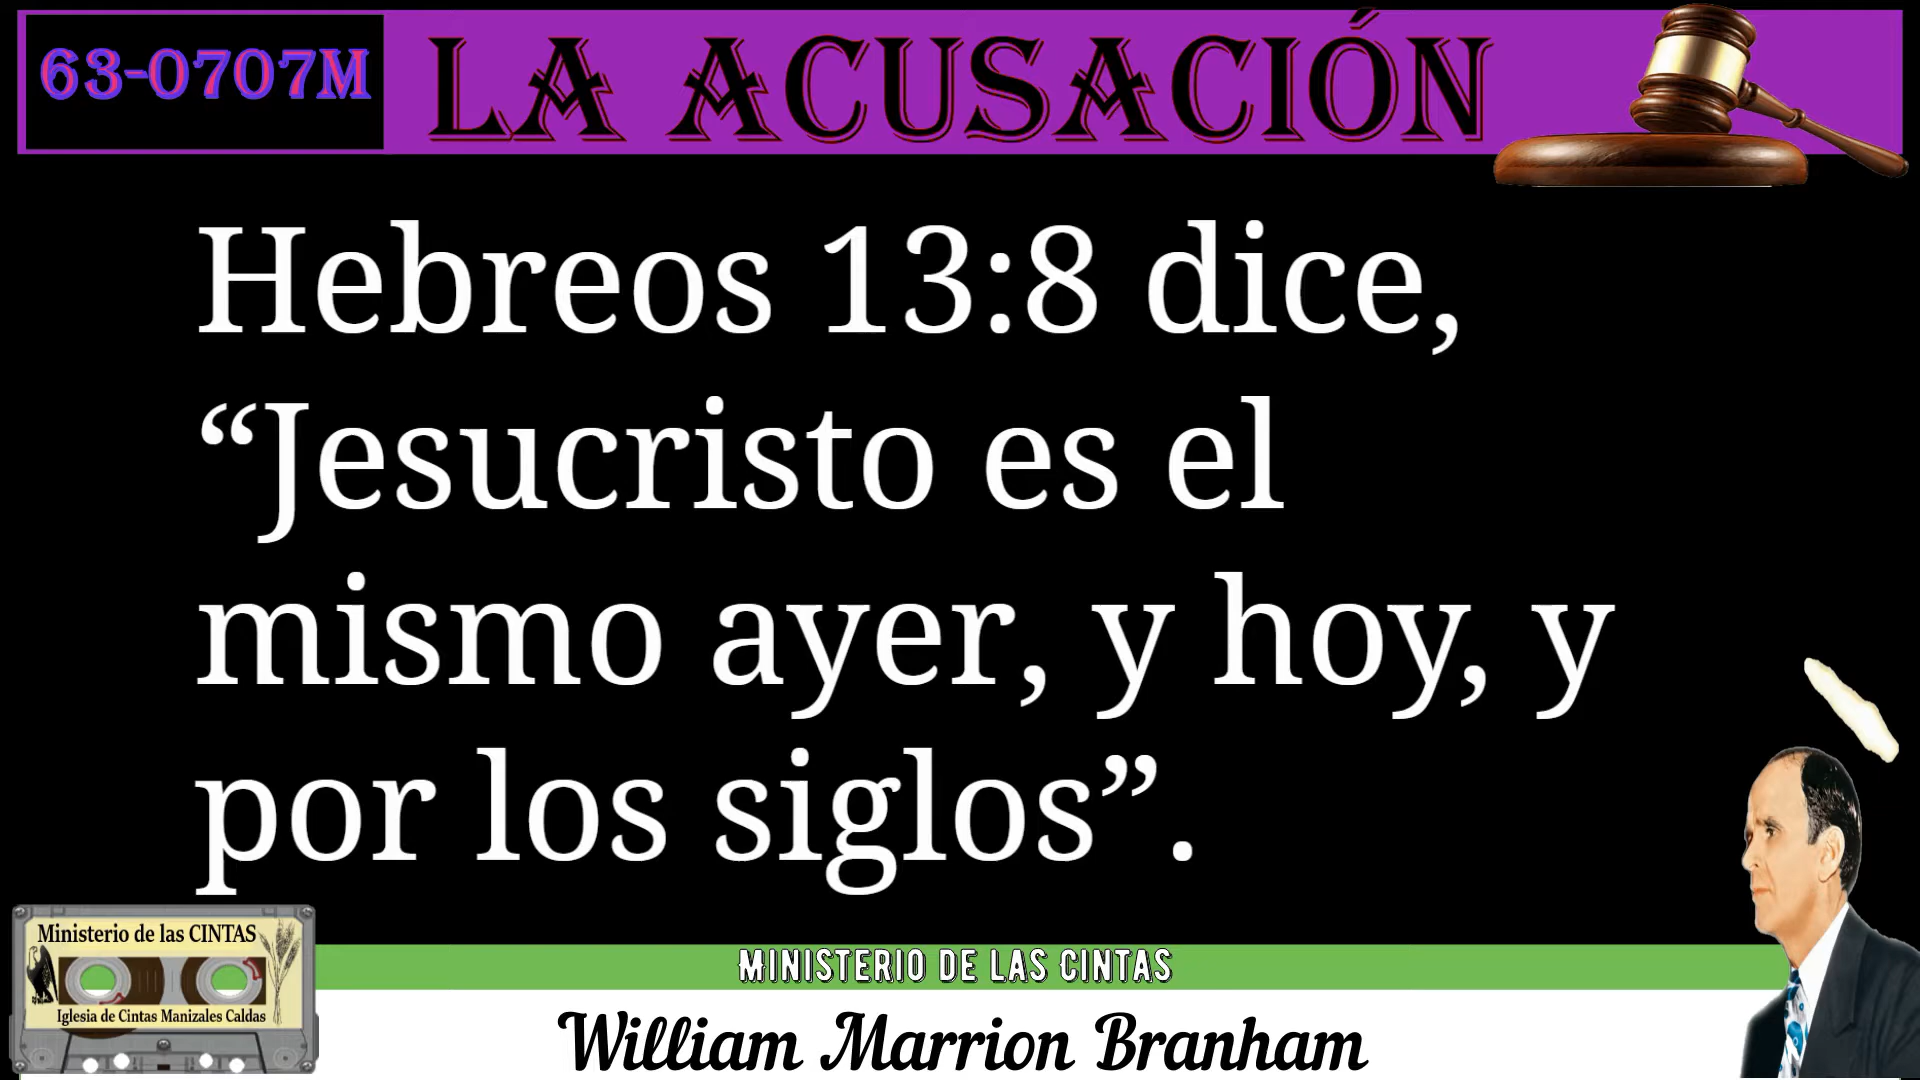 63-0707M
LA ACUSACIÓN
Hebreos 13:8 dice,
“Jesucristo es el
mismo ayer, y hoy, y
por los siglos”.
Ministerio de las CINTAS
Iglesia de Cintas Manizales Caldas
MINISTERIO DE LAS CINTAS
William Marrion Branham